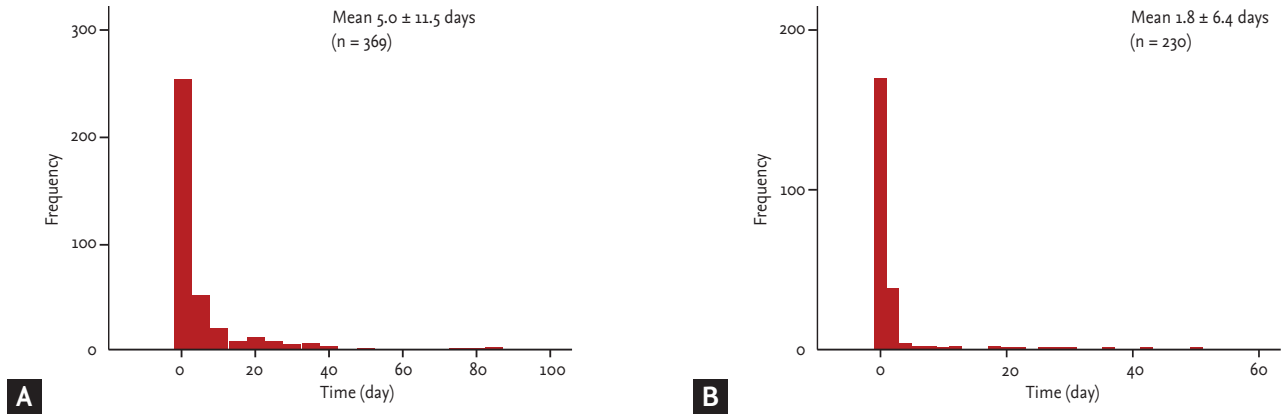 Mean 5.0 ± 11.5 days
(n = 369)
300
200
100
0
Frequency
0 20 40 60 80 100
Time (day)
A
Mean 1.8 ± 6.4 days
(n = 230)
200
100
0
Frequency
0 20 40 60
Time (day)
B